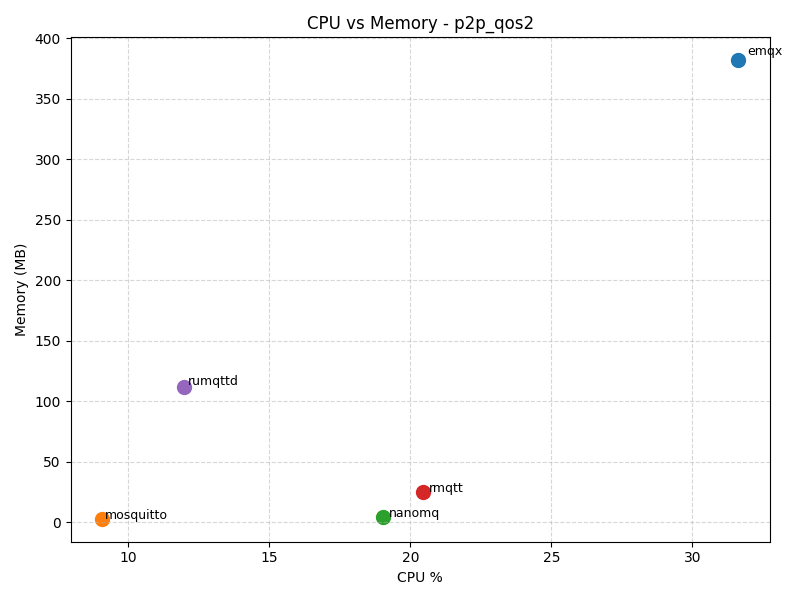 CPU vs Memory - p2p_qos2
Memory (MB)
400
350
300
250
200
150
100
50
0
emqx
rumqttd
rmqtt
nanomq
mosquitto
10
15
20
25
30
CPU %